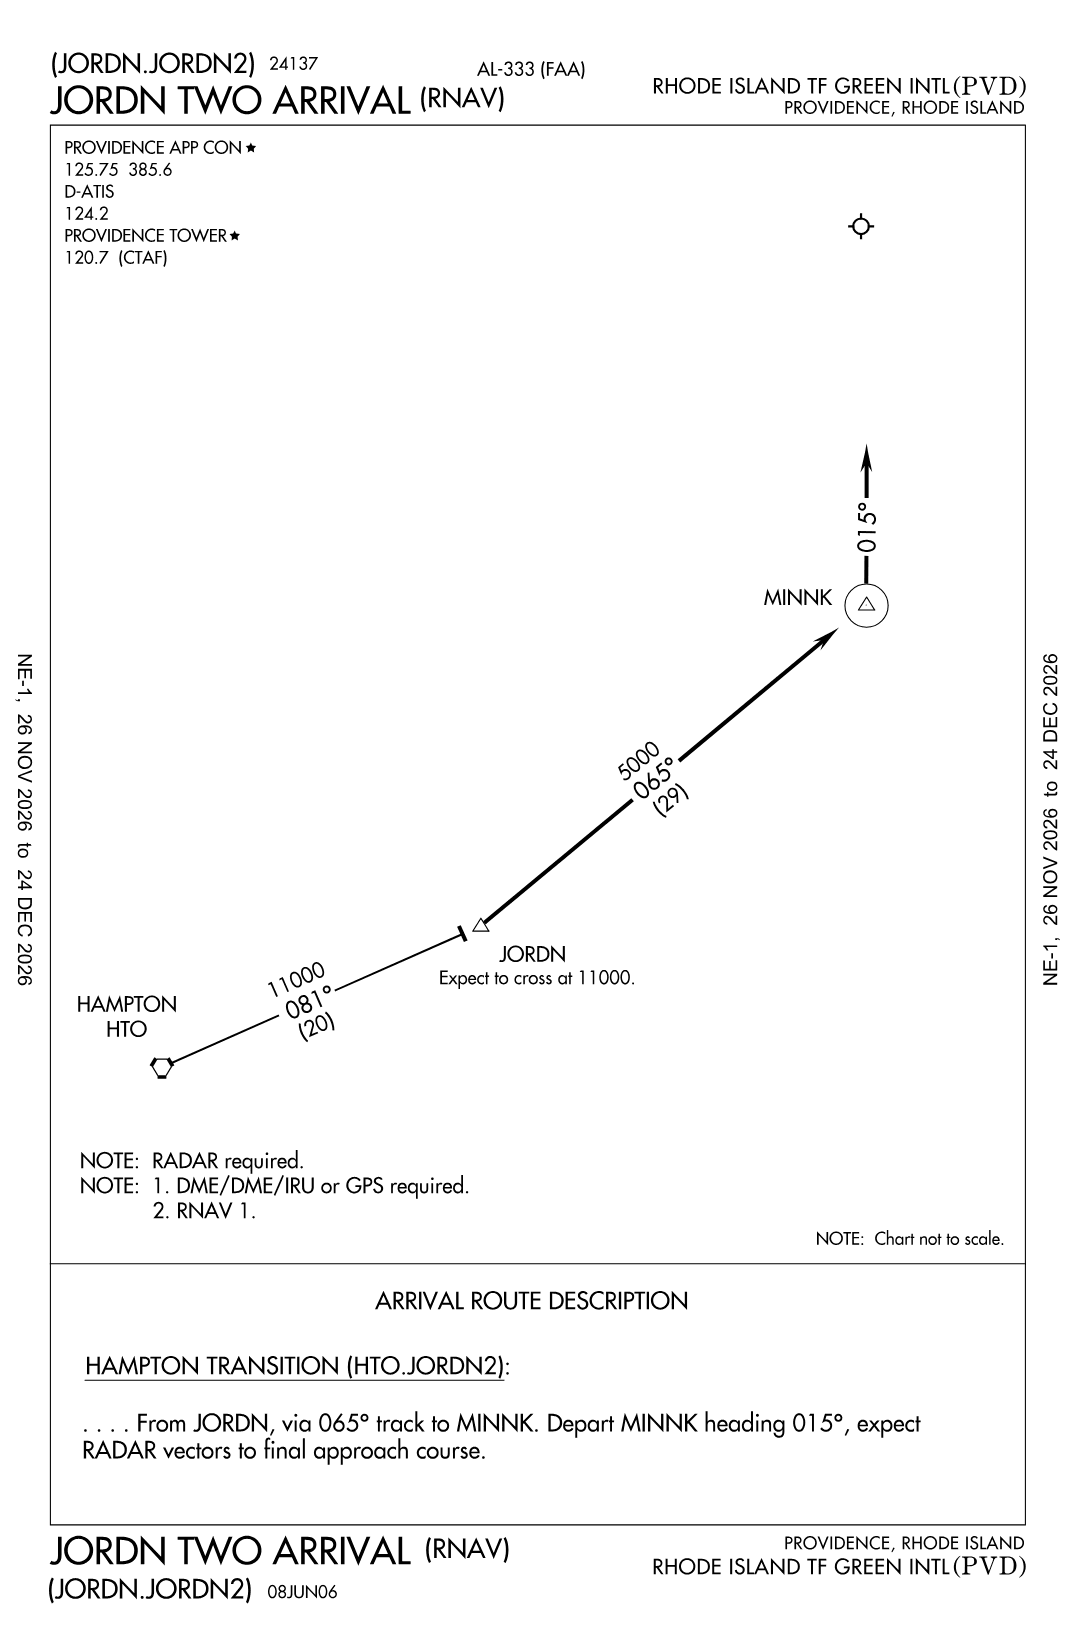 (JORDN.JORDN2) 24137
AL-333 (FAA)
JORDN TWO ARRIVAL (RNAV)
RHODE ISLAND TF GREEN INTL (PVD)
PROVIDENCE, RHODE ISLAND
PROVIDENCE APP CON ★
125.75 385.6
D-ATIS
124.2
PROVIDENCE TOWER ★
120.7 (CTAF)
015°
MINNK
5000
065°
(29)
JORDN
Expect to cross at 11000.
11000
081°
(20)
HAMPTON
HTO
NOTE: RADAR required.
NOTE: 1. DME/DME/IRU or GPS required.
2. RNAV 1.
NOTE: Chart not to scale.
ARRIVAL ROUTE DESCRIPTION
HAMPTON TRANSITION (HTO.JORDN2):
. . . . From JORDN, via 065° track to MINNK. Depart MINNK heading 015°, expect
RADAR vectors to final approach course.
JORDN TWO ARRIVAL (RNAV)
(JORDN.JORDN2) 08JUN06
PROVIDENCE, RHODE ISLAND
RHODE ISLAND TF GREEN INTL (PVD)
NE-1, 26 NOV 2026 to 24 DEC 2026
NE-1, 26 NOV 2026 to 24 DEC 2026